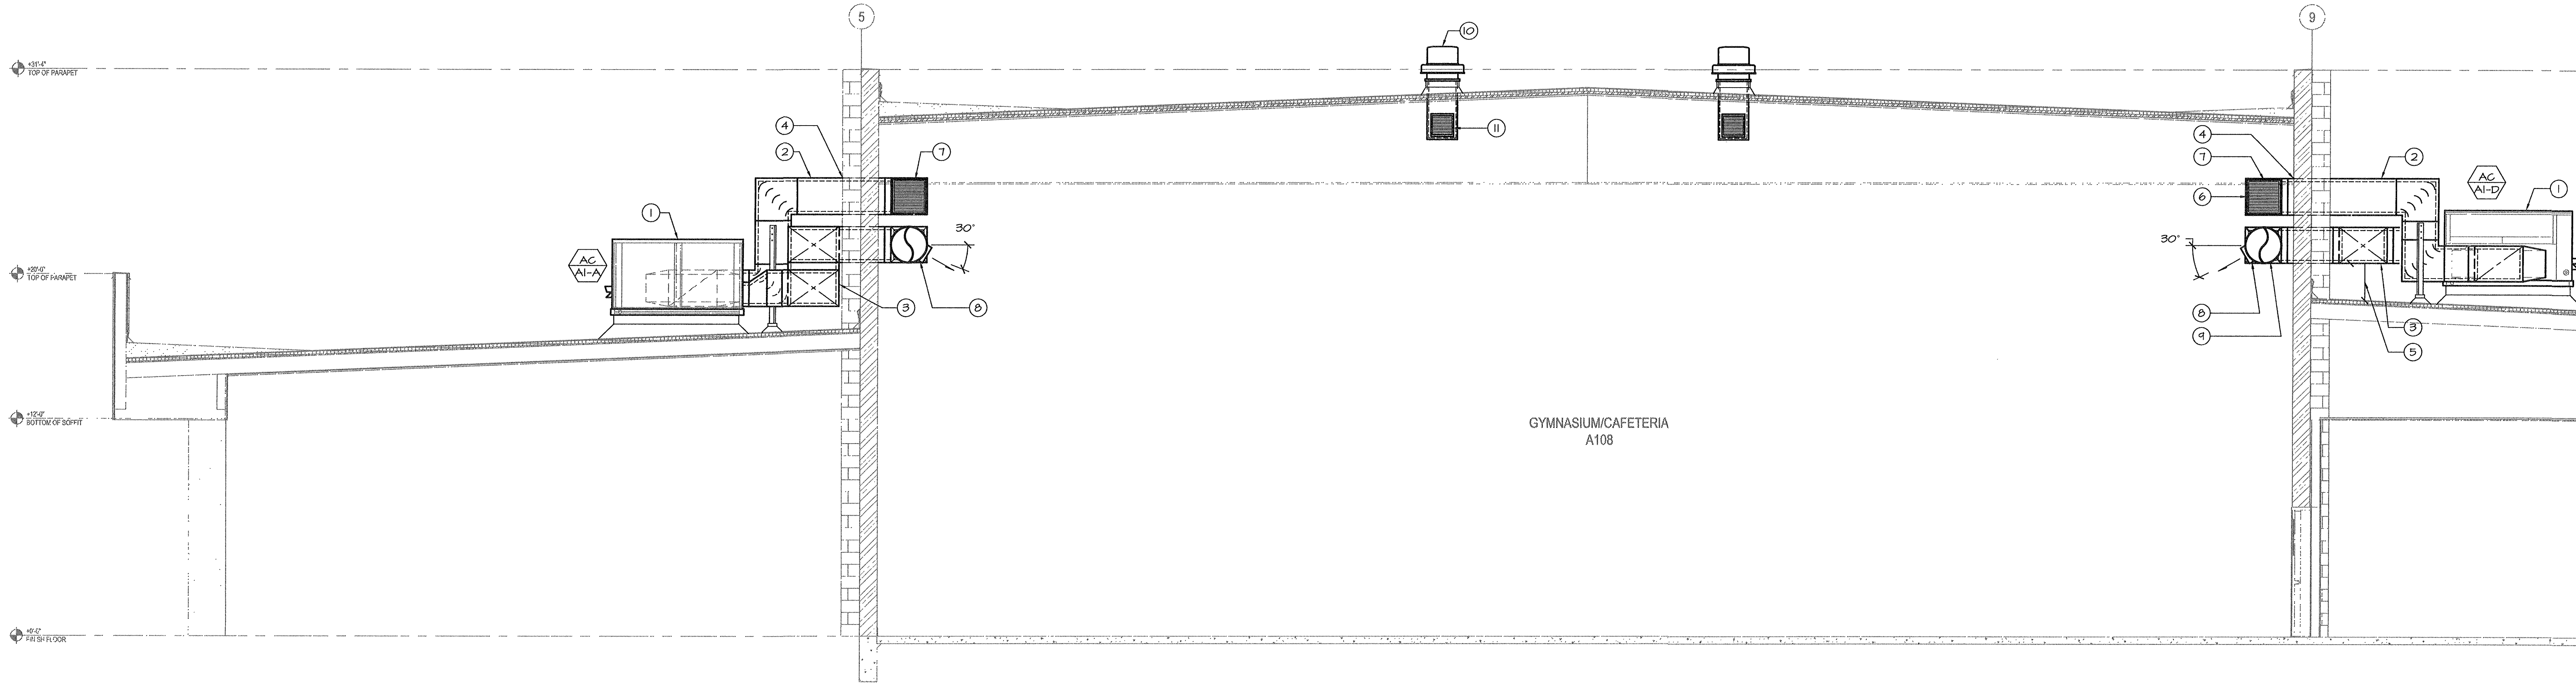 5
9
10
+31'-4"
TOP OF PARAPET
4
11
4
2
7
7
2
AC
A1-D
1
1
6
30°
30°
AC
A1-A
+20'-0"
TOP OF PARAPET
3
8
8
3
9
5
+12'-0"
BOTTOM OF SOFFIT
GYMNASIUM/CAFETERIA
A108
+0'-0"
FINISH FLOOR